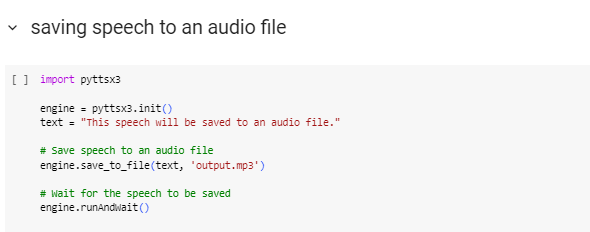 saving speech to an audio file
[ ] import pyttsx3
engine = pyttsx3.init()
text = "This speech will be saved to an audio file."
# Save speech to an audio file
engine.save_to_file(text, 'output.mp3')
# Wait for the speech to be saved
engine.runAndWait()